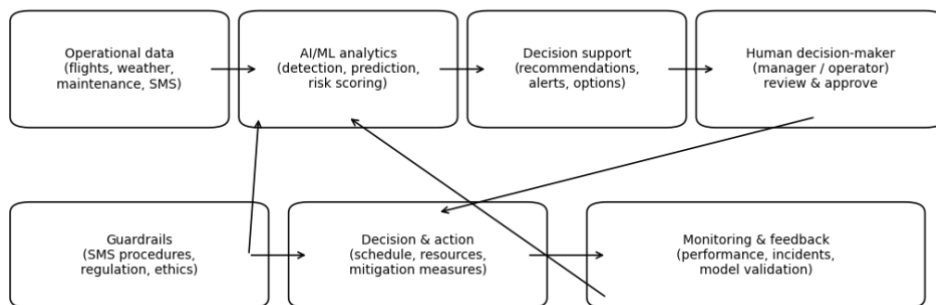 Operational data
(flights, weather,
maintenance, SMS)
AI/ML analytics
(detection, prediction,
risk scoring)
Decision support
(recommendations,
alerts, options)
Human decision-maker
(manager / operator)
review & approve
Guardrails
(SMS procedures,
regulation, ethics)
Decision & action
(schedule, resources,
mitigation measures)
Monitoring & feedback
(performance, incidents,
model validation)